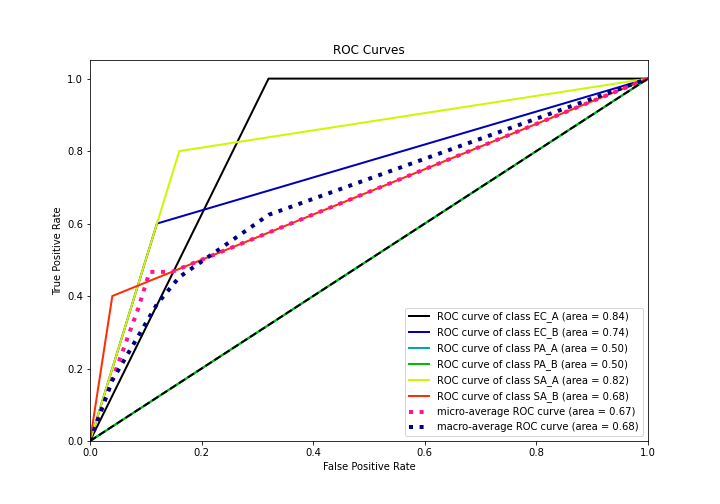 ROC Curves
True Positive Rate
1.0
0.8
0.6
0.4
0.2
0.0
ROC curve of class EC_A (area = 0.84)
ROC curve of class EC_B (area = 0.74)
ROC curve of class PA_A (area = 0.50)
ROC curve of class PA_B (area = 0.50)
ROC curve of class SA_A (area = 0.82)
ROC curve of class SA_B (area = 0.68)
micro-average ROC curve (area = 0.67)
macro-average ROC curve (area = 0.68)
0.0 0.2 0.4 0.6 0.8 1.0
False Positive Rate